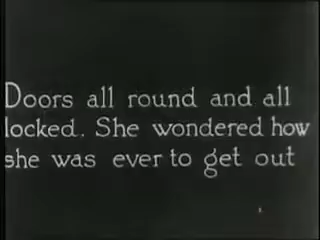 Doors all round and all
locked. She wondered how
she was ever to get out